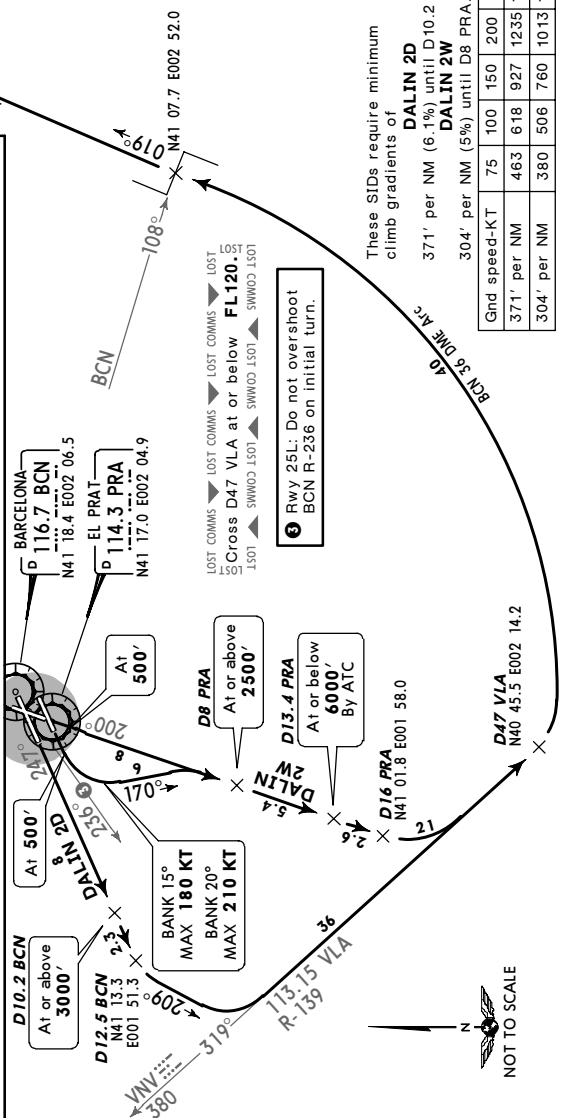 N41 07.7 E002 52.0
019°
108°
BCN
BARCELONA
D 116.7 BCN
N41 18.4 E002 06.5
EL PRAT
D 114.3 PRA
N41 17.0 E002 04.9
LOST COMMS LOST COMMS LOST COMMS LOST
LOST Cross D47 VLA at or below FL120. LOST
LOST COMMS LOST COMMS LOST COMMS
3 Rwy 25L: Do not overshoot
BCN R-236 on initial turn.
These SIDs require minimum
climb gradients of
DALIN 2D
371' per NM (6.1%) until D10.2
DALIN 2W
304' per NM (5%) until D8 PRA.
Gnd speed-KT 75 100 150 200
371' per NM 463 618 927 1235
304' per NM 380 506 760 1013
40
BCN 36 DME Arc
At
500'
200°
247°
At 500'
236°
3
DALIN 2D
8
170°
6
8
D8 PRA
At or above
2500'
DALIN
2W
5.4
D13.4 PRA
At or below
6000'
By ATC
2.6
D16 PRA
N41 01.8 E001 58.0
21
D47 VLA
N40 45.5 E002 14.2
D10.2 BCN
At or above
3000'
2.3
D12.5 BCN
N41 13.3
E001 51.3
BANK 15°
MAX 180 KT
BANK 20°
MAX 210 KT
209°
36
113.15 VLA
R-139
319°
VNV
380
N
NOT TO SCALE